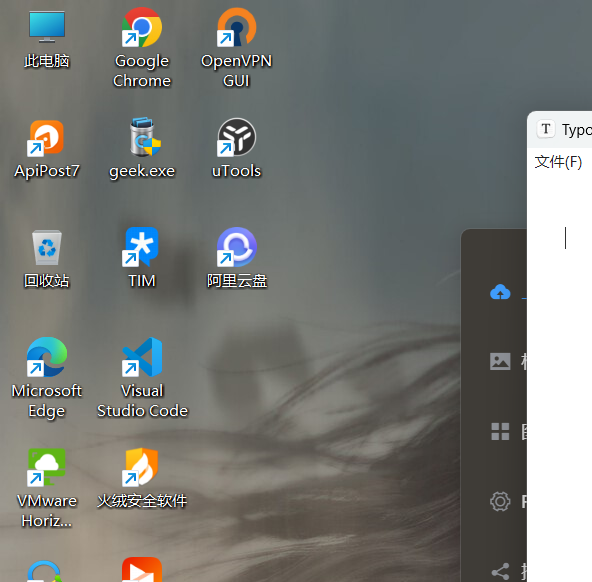 此电脑
Google
Chrome
OpenVPN
GUI
ApiPost7
geek.exe
uTools
回收站
TIM
阿里云盘
Microsoft
Edge
Visual
Studio Code
VMware
Horiz...
火绒安全软件
T Typo
文件(F)